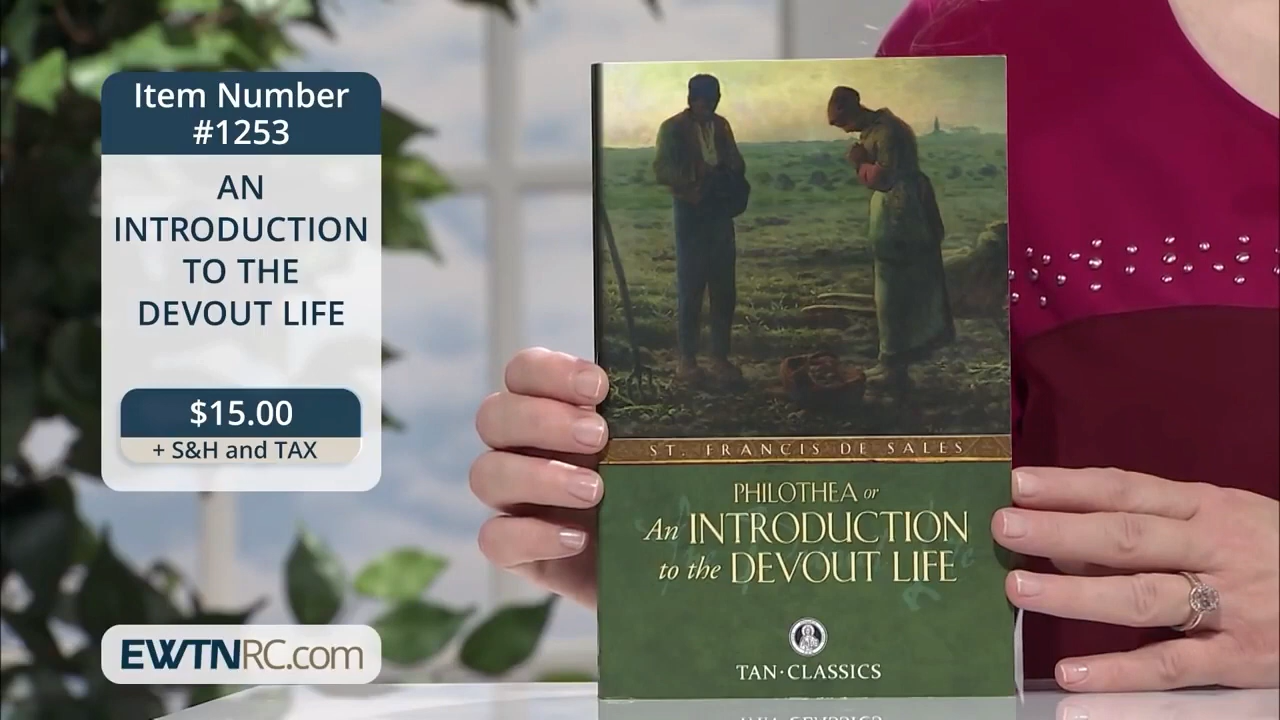 Item Number
#1253
AN
INTRODUCTION
TO THE
DEVOUT LIFE
$15.00
+ S&H and TAX
EWTNRC.com
ST. FRANCIS DE SALES
PHILOTHEA or
An INTRODUCTION
to the DEVOUT LIFE
TAN·CLASSICS